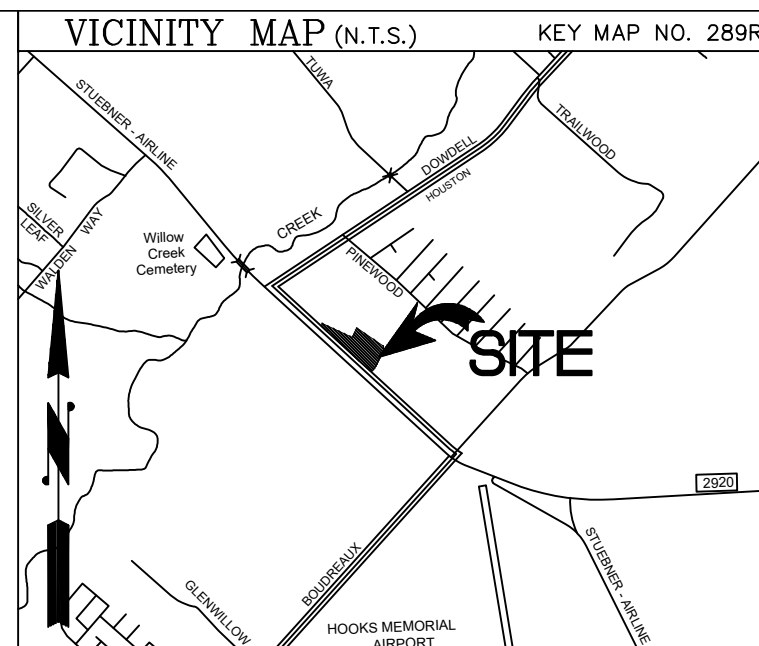 VICINITY MAP (N.T.S.)
KEY MAP NO. 289R
TUWA
STUEBNER - AIRLINE
TRAILWOOD
DOWDELL
HOUSTON
SILVER
LEAF
WALDEN WAY
Willow
Creek
Cemetery
CREEK
PINEWOOD
SITE
2920
BOUDREAUX
STUEBNER - AIRLINE
GLENWILLOW
HOOKS MEMORIAL
AIRPORT